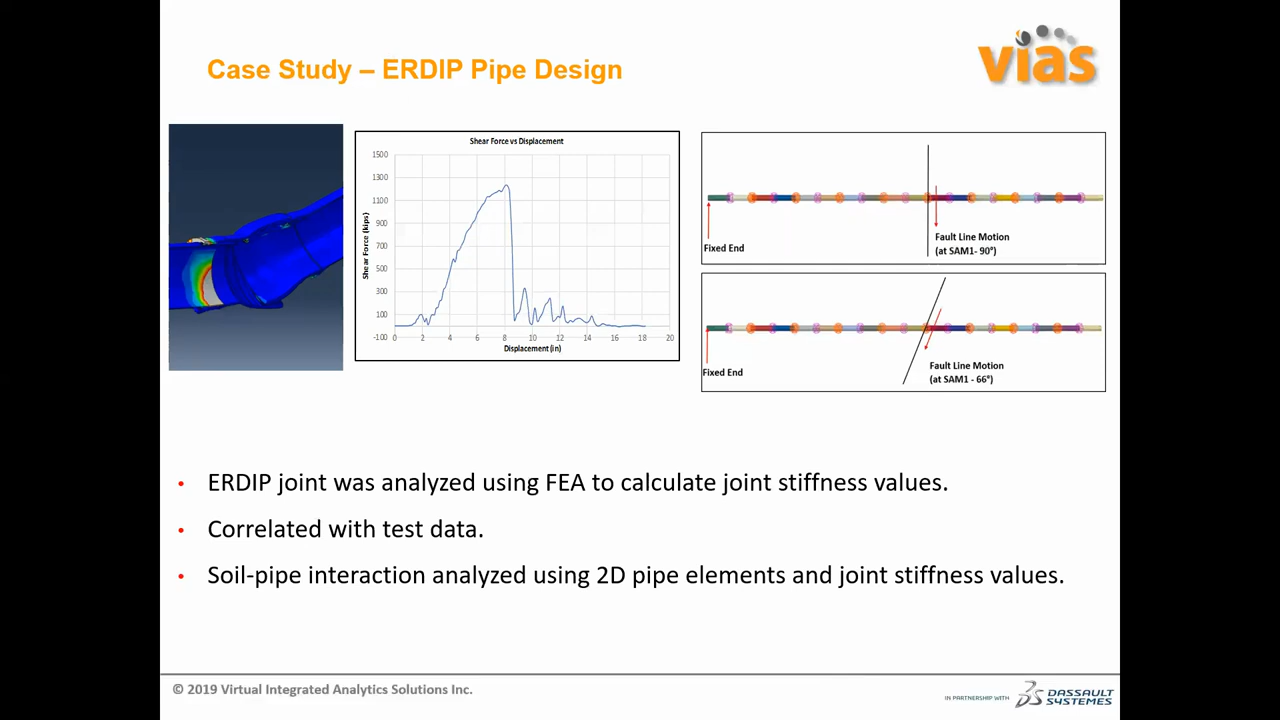 Case Study – ERDIP Pipe Design
vias
Shear Force vs Displacement
Shear Force (kips)
1500
1300
1100
900
700
500
300
100
-100
0 2 4 6 8 10 12 14 16 18 20
Displacement (in)
Fixed End
Fault Line Motion
(at SAM1- 90°)
Fixed End
Fault Line Motion
(at SAM1 - 66°)
• ERDIP joint was analyzed using FEA to calculate joint stiffness values.
• Correlated with test data.
• Soil-pipe interaction analyzed using 2D pipe elements and joint stiffness values.
© 2019 Virtual Integrated Analytics Solutions Inc.
IN PARTNERSHIP WITH
DASSAULT
SYSTEMES